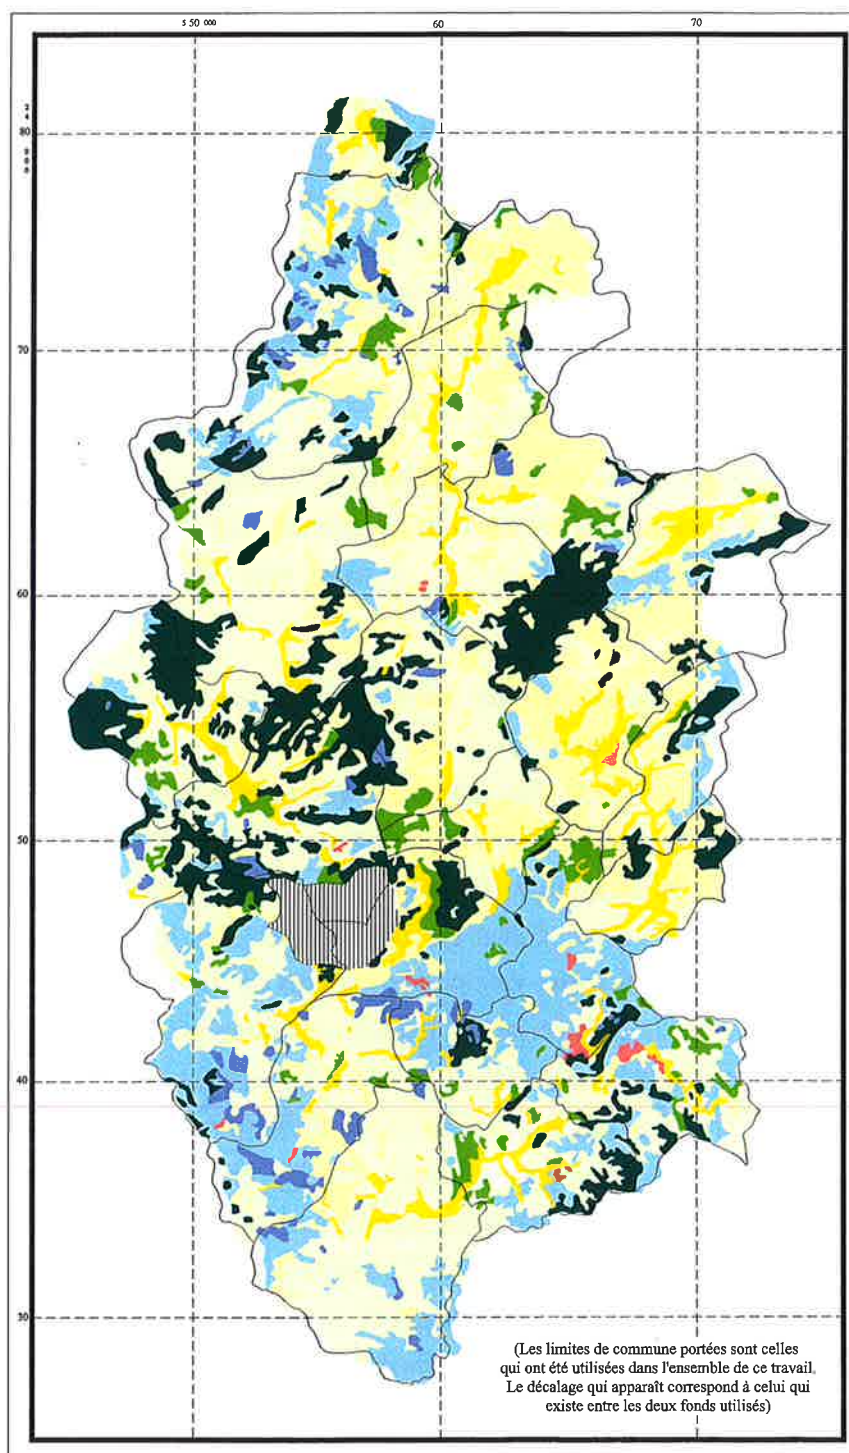 5 50 000
60
70
80
70
60
50
40
30
(Les limites de commune portées sont celles
qui ont été utilisées dans l'ensemble de ce travail.
Le décalage qui apparaît correspond à celui qui
existe entre les deux fonds utilisés)